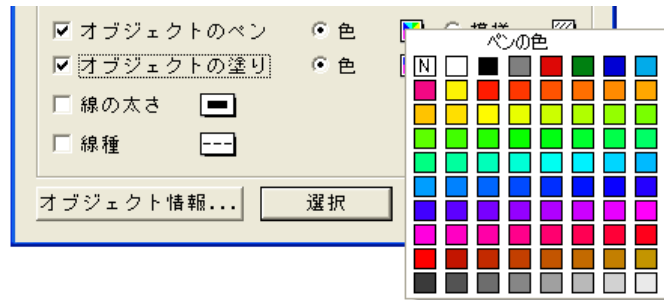 オブジェクトのペン 色 模様
ペンの色
オブジェクトの塗り 色
N
線の太さ
線種
オブジェクト情報... 選択